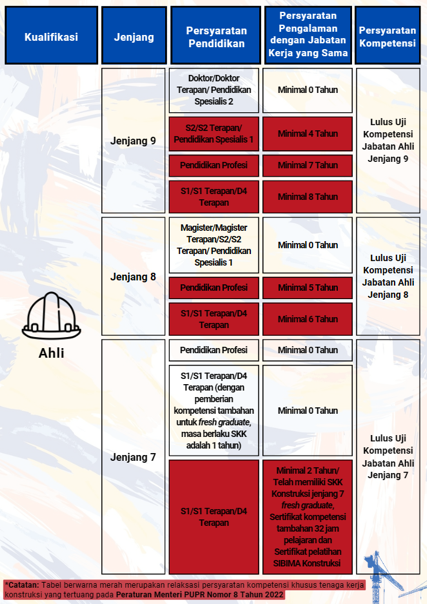 Kualifikasi
Jenjang
Persyaratan
Pendidikan
Persyaratan
Pengalaman
dengan Jabatan
Kerja yang Sama
Persyaratan
Kompetensi
Ahli
Jenjang 9
Doktor/Doktor
Terapan/ Pendidikan
Spesialis 2
Minimal 0 Tahun
S2/S2 Terapan/
Pendidikan Spesialis 1
Minimal 4 Tahun
Pendidikan Profesi
Minimal 7 Tahun
S1/S1 Terapan/D4
Terapan
Minimal 8 Tahun
Lulus Uji
Kompetensi
Jabatan Ahli
Jenjang 9
Jenjang 8
Magister/Magister
Terapan/S2/S2
Terapan/ Pendidikan
Spesialis 1
Minimal 0 Tahun
Pendidikan Profesi
Minimal 5 Tahun
S1/S1 Terapan/D4
Terapan
Minimal 6 Tahun
Lulus Uji
Kompetensi
Jabatan Ahli
Jenjang 8
Jenjang 7
Pendidikan Profesi
Minimal 0 Tahun
S1/S1 Terapan/D4
Terapan (dengan
pemberian
kompetensi tambahan
untuk fresh graduate,
masa berlaku SKK
adalah 1 tahun)
Minimal 0 Tahun
S1/S1 Terapan/D4
Terapan
Minimal 2 Tahun/
Telah memiliki SKK
Konstruksi jenjang 7
fresh graduate,
Sertifikat kompetensi
tambahan 32 jam
pelajaran dan
Sertifikat pelatihan
SIBIMA Konstruksi
Lulus Uji
Kompetensi
Jabatan Ahli
Jenjang 7
*Catatan: Tabel berwarna merah merupakan relaksasi persyaratan kompetensi khusus tenaga kerja
konstruksi yang tertuang pada Peraturan Menteri PUPR Nomor 8 Tahun 2022